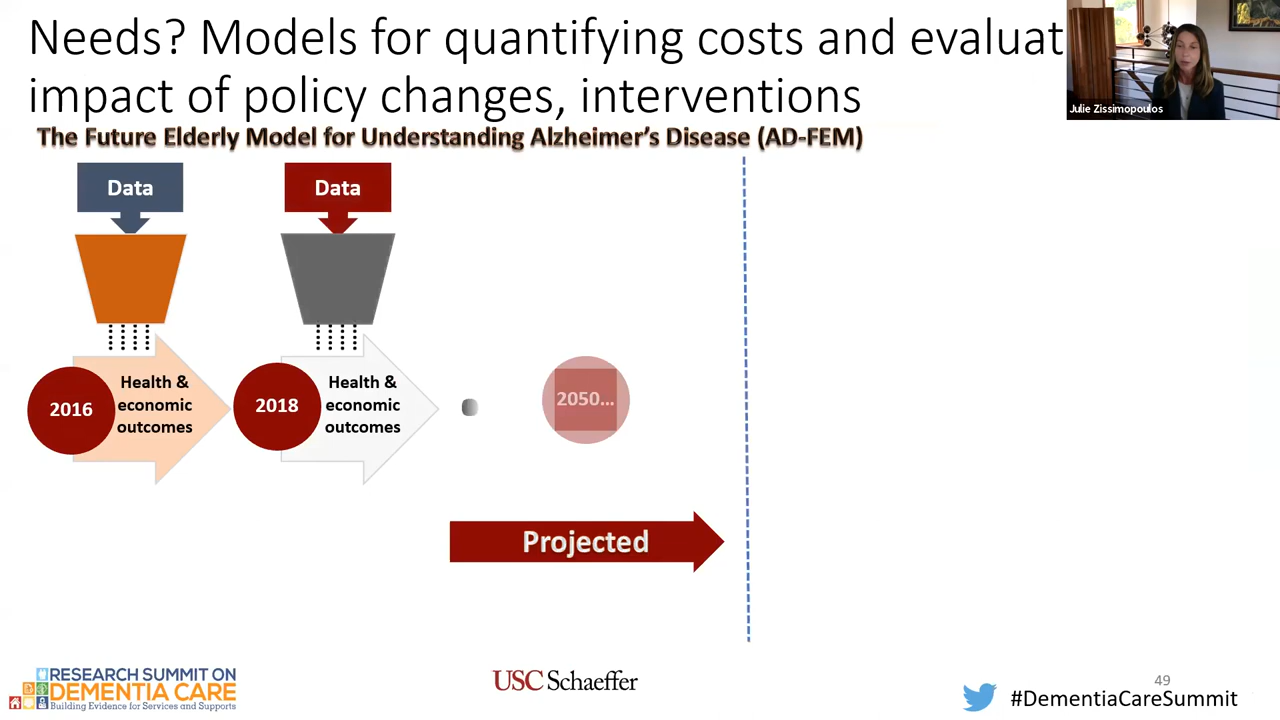 Needs? Models for quantifying costs and evaluat
impact of policy changes, interventions
Julie Zissimopoulos
The Future Elderly Model for Understanding Alzheimer's Disease (AD-FEM)
Data
Data
2016
Health &
economic
outcomes
2018
Health &
economic
outcomes
2050...
Projected
RESEARCH SUMMIT ON
DEMENTIA CARE
Building Evidence for Services and Supports
USC Schaeffer
49
#DementiaCareSummit